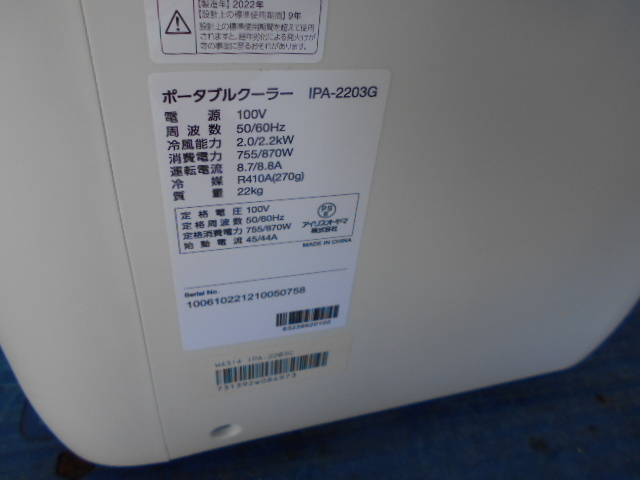 【製造年】2022年
【設計上の標準使用期間】9年
設計上の標準使用期間を超えて使用
されますと、経年劣化による発火けが
等の事故に至るおそれがあります。
ポータブルクーラー IPA-2203G
電源 100V
周波数 50/60Hz
冷風能力 2.0/2.2kW
消費電力 755/870W
運転電流 8.7/8.8A
冷媒 R410A(270g)
質量 22kg
定格電圧 100V
定格周波数 50/60Hz
定格消費電力 755/870W
始動電流 45/44A
PS
E
アイリスオーヤマ
株式会社
MADE IN CHINA
Serial No.
100610221210050758
W4314 IPA-2203G